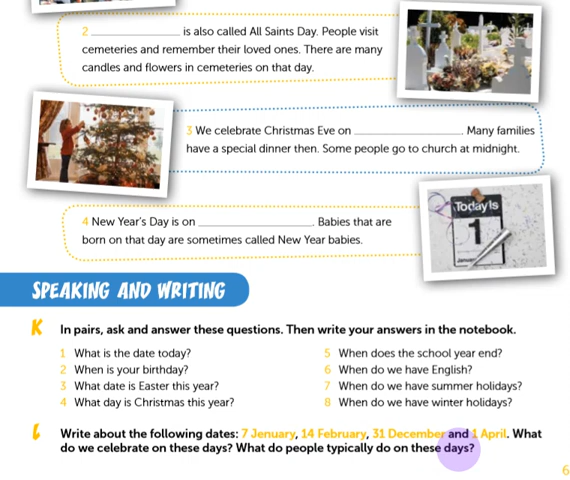 2 ____________ is also called All Saints Day. People visit
cemeteries and remember their loved ones. There are many
candles and flowers in cemeteries on that day.
3 We celebrate Christmas Eve on ____________. Many families
have a special dinner then. Some people go to church at midnight.
4 New Year's Day is on ____________. Babies that are
born on that day are sometimes called New Year babies.
Today is
1
January
SPEAKING AND WRITING
K In pairs, ask and answer these questions. Then write your answers in the notebook.
1 What is the date today?
2 When is your birthday?
3 What date is Easter this year?
4 What day is Christmas this year?
5 When does the school year end?
6 When do we have English?
7 When do we have summer holidays?
8 When do we have winter holidays?
L Write about the following dates: 7 Jenuary, 14 February, 31 December and 1 April. What
do we celebrate on these days? What do people typically do on these days?
6